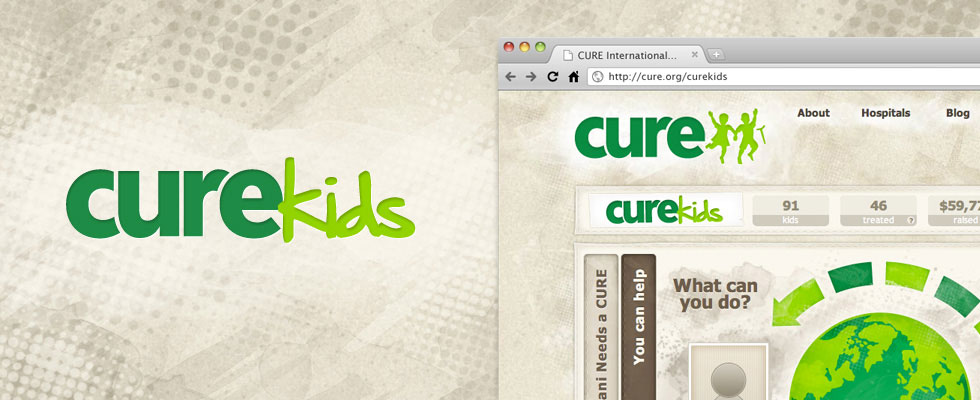 curekids
CURE International...
http://cure.org/curekids
cure
About
Hospitals
Blog
curekids
91
kids
46
treated
?
$59,77
raised
ani Needs a CURE
You can help
What can
you do?